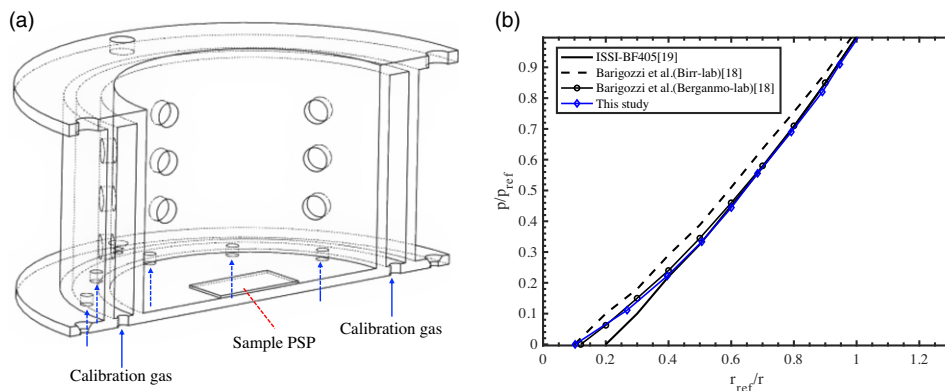 (a)
Calibration gas
Sample PSP
Calibration gas
(b)
ISSI-BF405[19]
Barigozzi et al.(Birr-lab)[18]
Barigozzi et al.(Berganmo-lab)[18]
This study
p/p_ref
0.9
0.8
0.7
0.6
0.5
0.4
0.3
0.2
0.1
0
0
0.2
0.4
0.6
0.8
1
1.2
r_ref/r